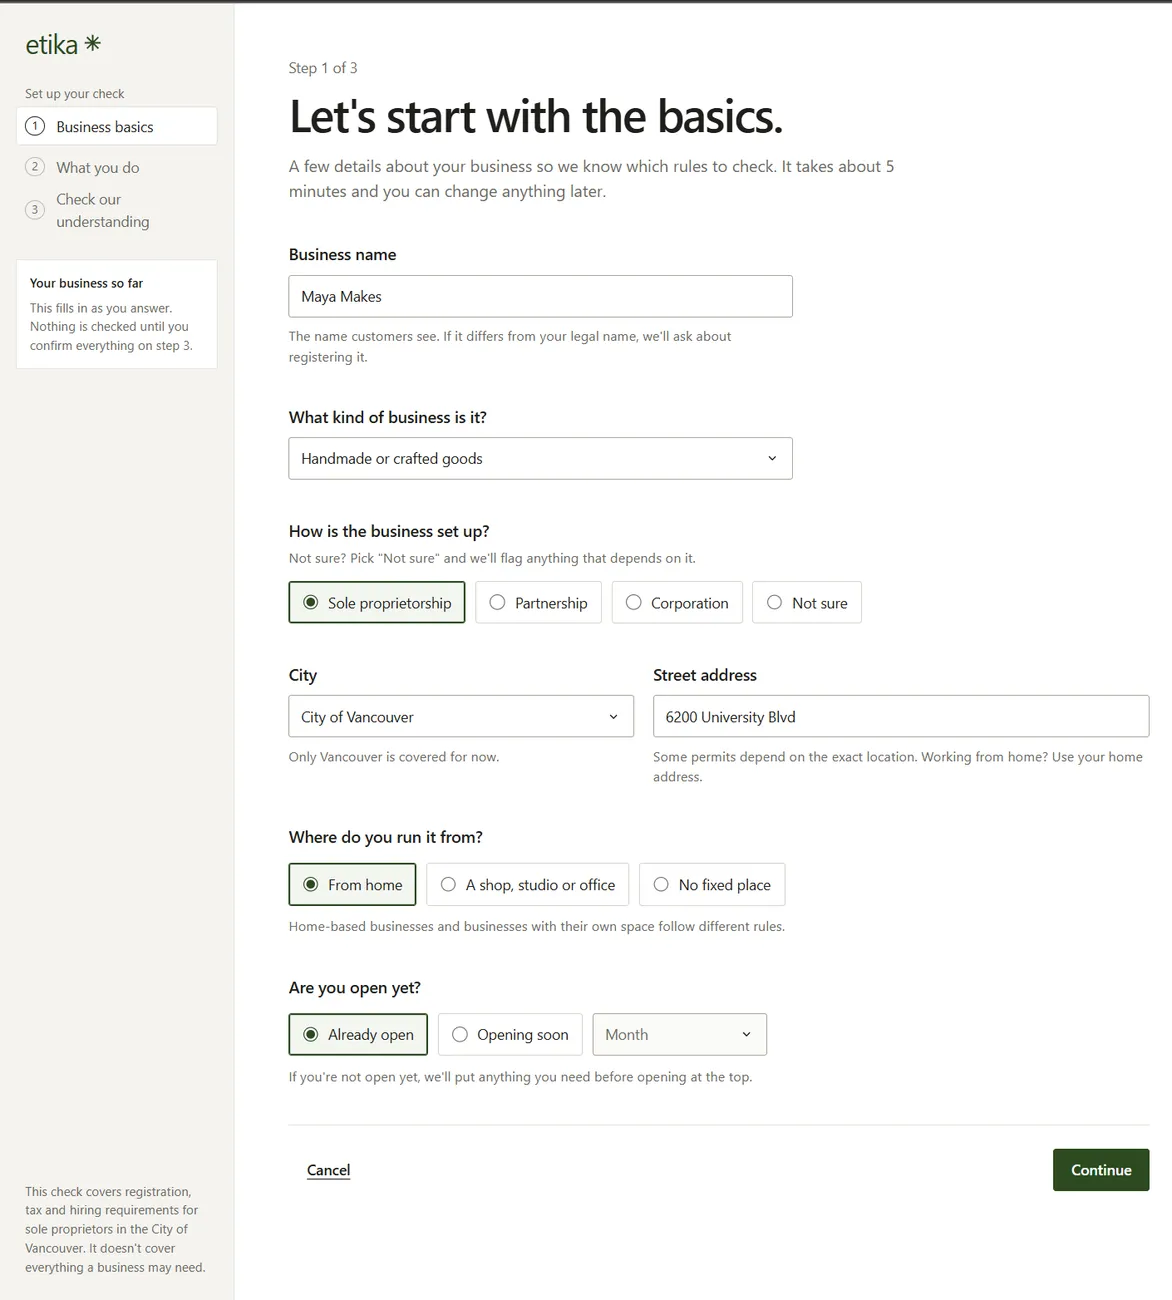 etika
Set up your check
1 Business basics
2 What you do
3 Check our
understanding
Your business so far
This fills in as you answer.
Nothing is checked until you
confirm everything on step 3.
This check covers registration,
tax and hiring requirements for
sole proprietors in the City of
Vancouver. It doesn't cover
everything a business may need.
Step 1 of 3
Let's start with the basics.
A few details about your business so we know which rules to check. It takes about 5
minutes and you can change anything later.
Business name
Maya Makes
The name customers see. If it differs from your legal name, we'll ask about
registering it.
What kind of business is it?
Handmade or crafted goods
How is the business set up?
Not sure? Pick "Not sure" and we'll flag anything that depends on it.
Sole proprietorship Partnership Corporation Not sure
City Street address
City of Vancouver 6200 University Blvd
Only Vancouver is covered for now. Some permits depend on the exact location. Working from home? Use your home
address.
Where do you run it from?
From home A shop, studio or office No fixed place
Home-based businesses and businesses with their own space follow different rules.
Are you open yet?
Already open Opening soon Month
If you're not open yet, we'll put anything you need before opening at the top.
Cancel Continue